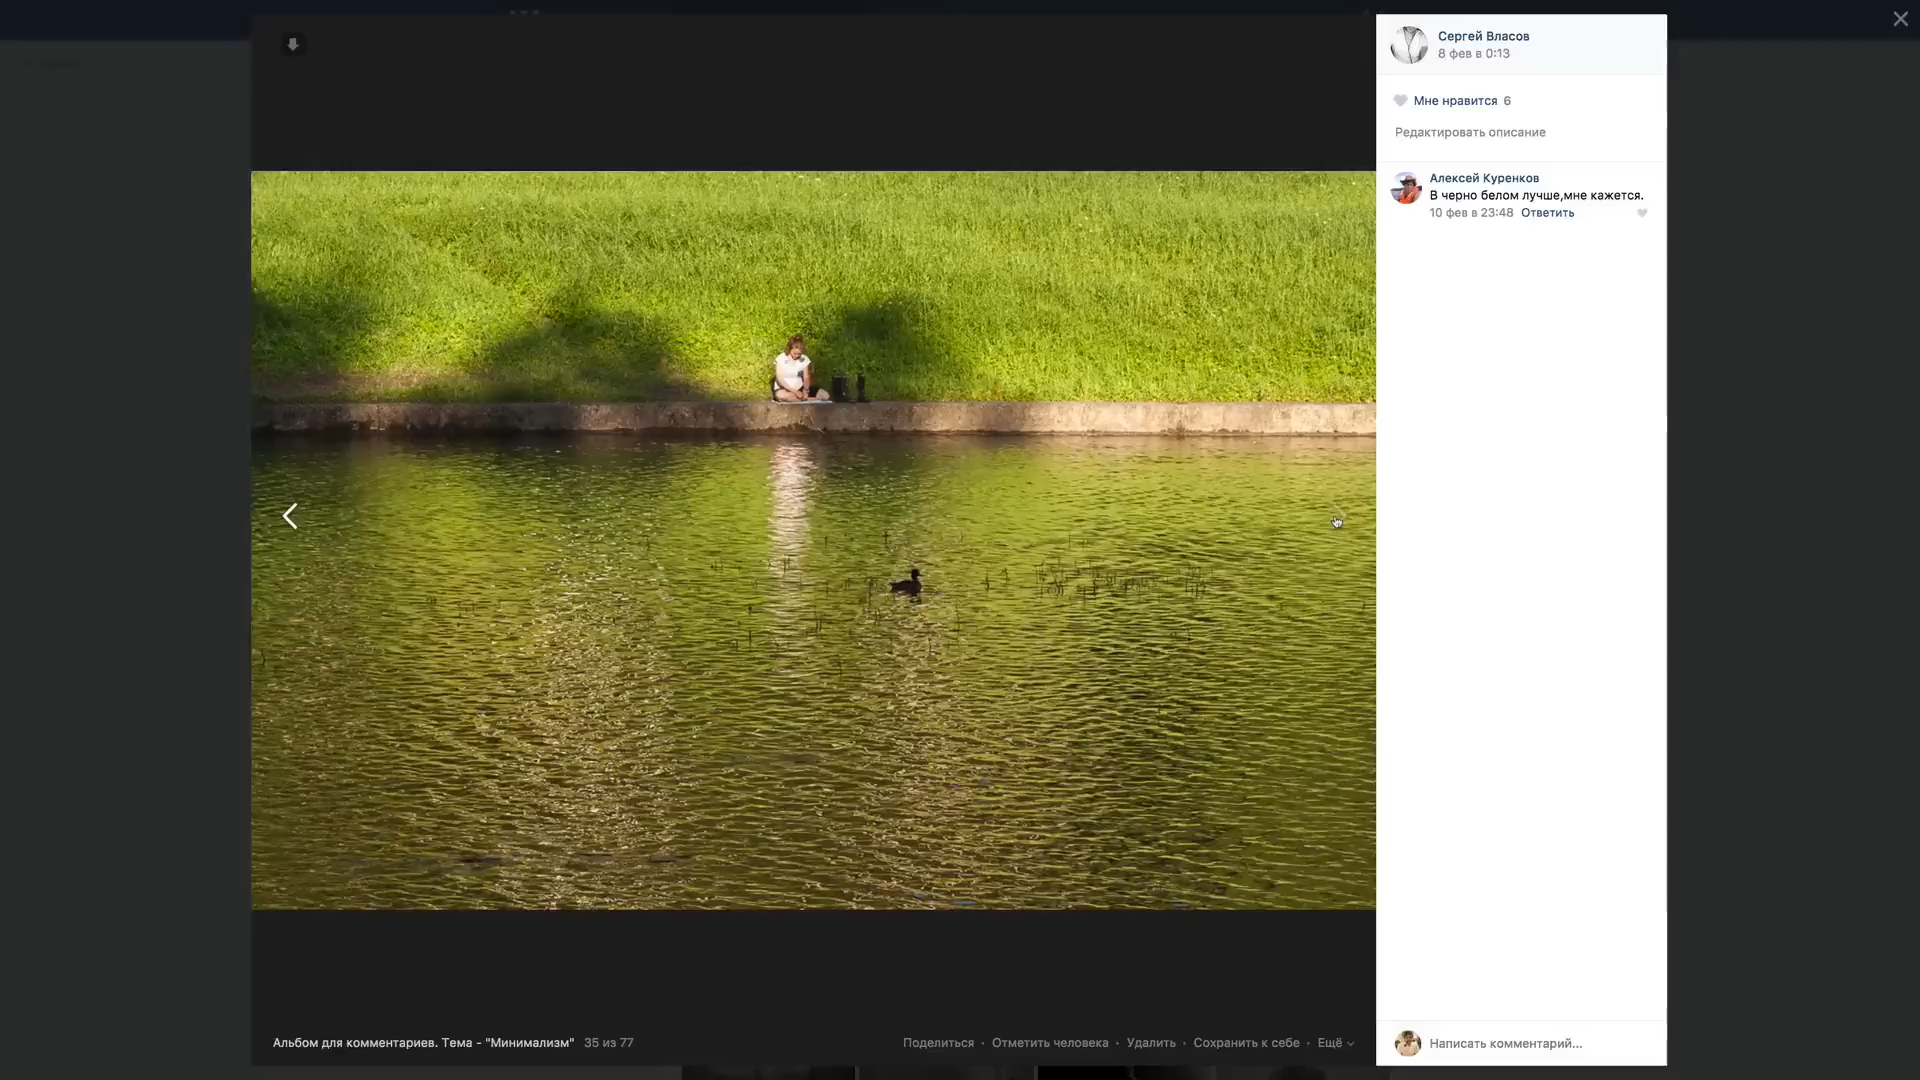 Сергей Власов
8 фев в 0:13
Мне нравится 6
Редактировать описание
Алексей Куренков
В черно белом лучше,мне кажется.
10 фев в 23:48 Ответить
Альбом для комментариев. Тема - "Минимализм" 35 из 77
Поделиться · Отметить человека · Удалить · Сохранить к себе · Ещё
Написать комментарий...